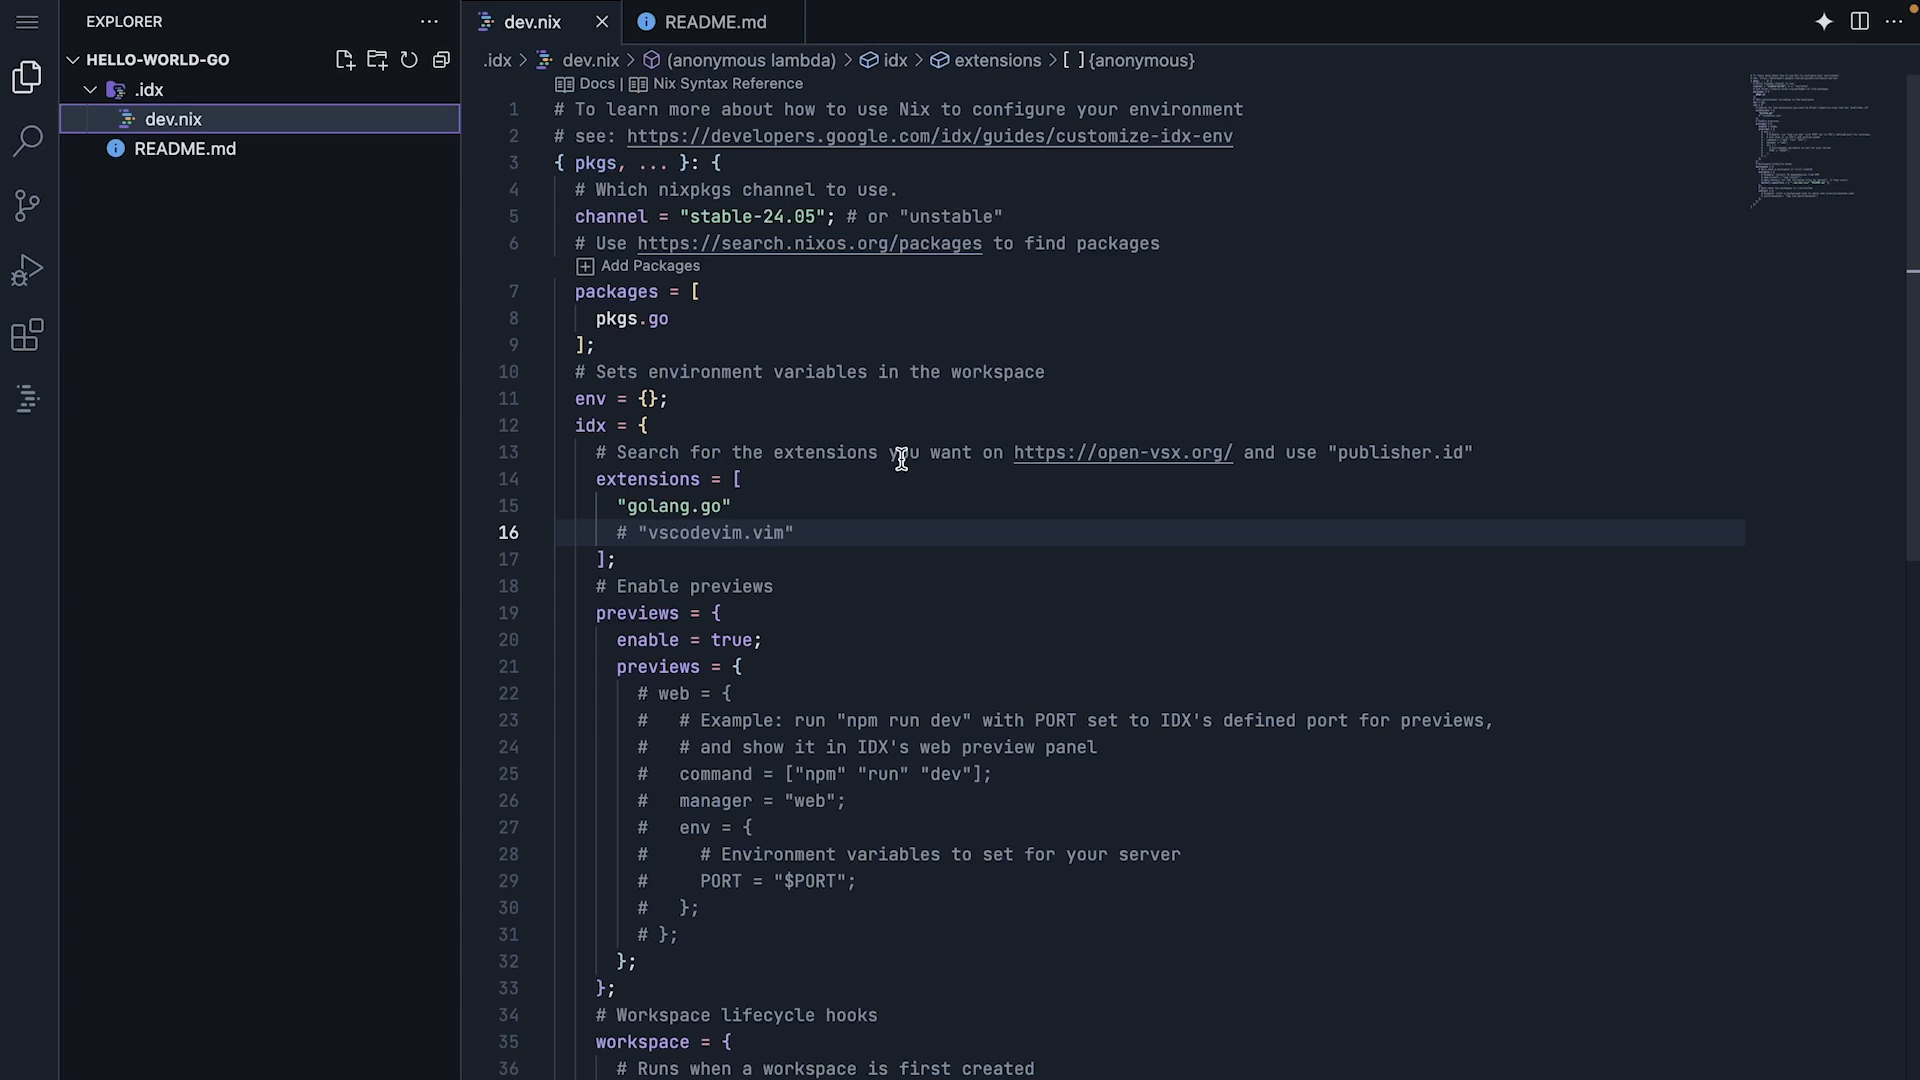 EXPLORER
HELLO-WORLD-GO
.idx
dev.nix
README.md
dev.nix
README.md
.idx > dev.nix > (anonymous lambda) > idx > extensions > [ ] {anonymous}
Docs | Nix Syntax Reference
1 # To learn more about how to use Nix to configure your environment
2 # see: https://developers.google.com/idx/guides/customize-idx-env
3 { pkgs, ... }: {
4 # Which nixpkgs channel to use.
5 channel = "stable-24.05"; # or "unstable"
6 # Use https://search.nixos.org/packages to find packages
Add Packages
7 packages = [
8 pkgs.go
9 ];
10 # Sets environment variables in the workspace
11 env = {};
12 idx = {
13 # Search for the extensions you want on https://open-vsx.org/ and use "publisher.id"
14 extensions = [
15 "golang.go"
16 # "vscodevim.vim"
17 ];
18 # Enable previews
19 previews = {
20 enable = true;
21 previews = {
22 # web = {
23 #   # Example: run "npm run dev" with PORT set to IDX's defined port for previews,
24 #   # and show it in IDX's web preview panel
25 #   command = ["npm" "run" "dev"];
26 #   manager = "web";
27 #   env = {
28 #     # Environment variables to set for your server
29 #     PORT = "$PORT";
30 #   };
31 # };
32 };
33 };
34 # Workspace lifecycle hooks
35 workspace = {
36 # Runs when a workspace is first created